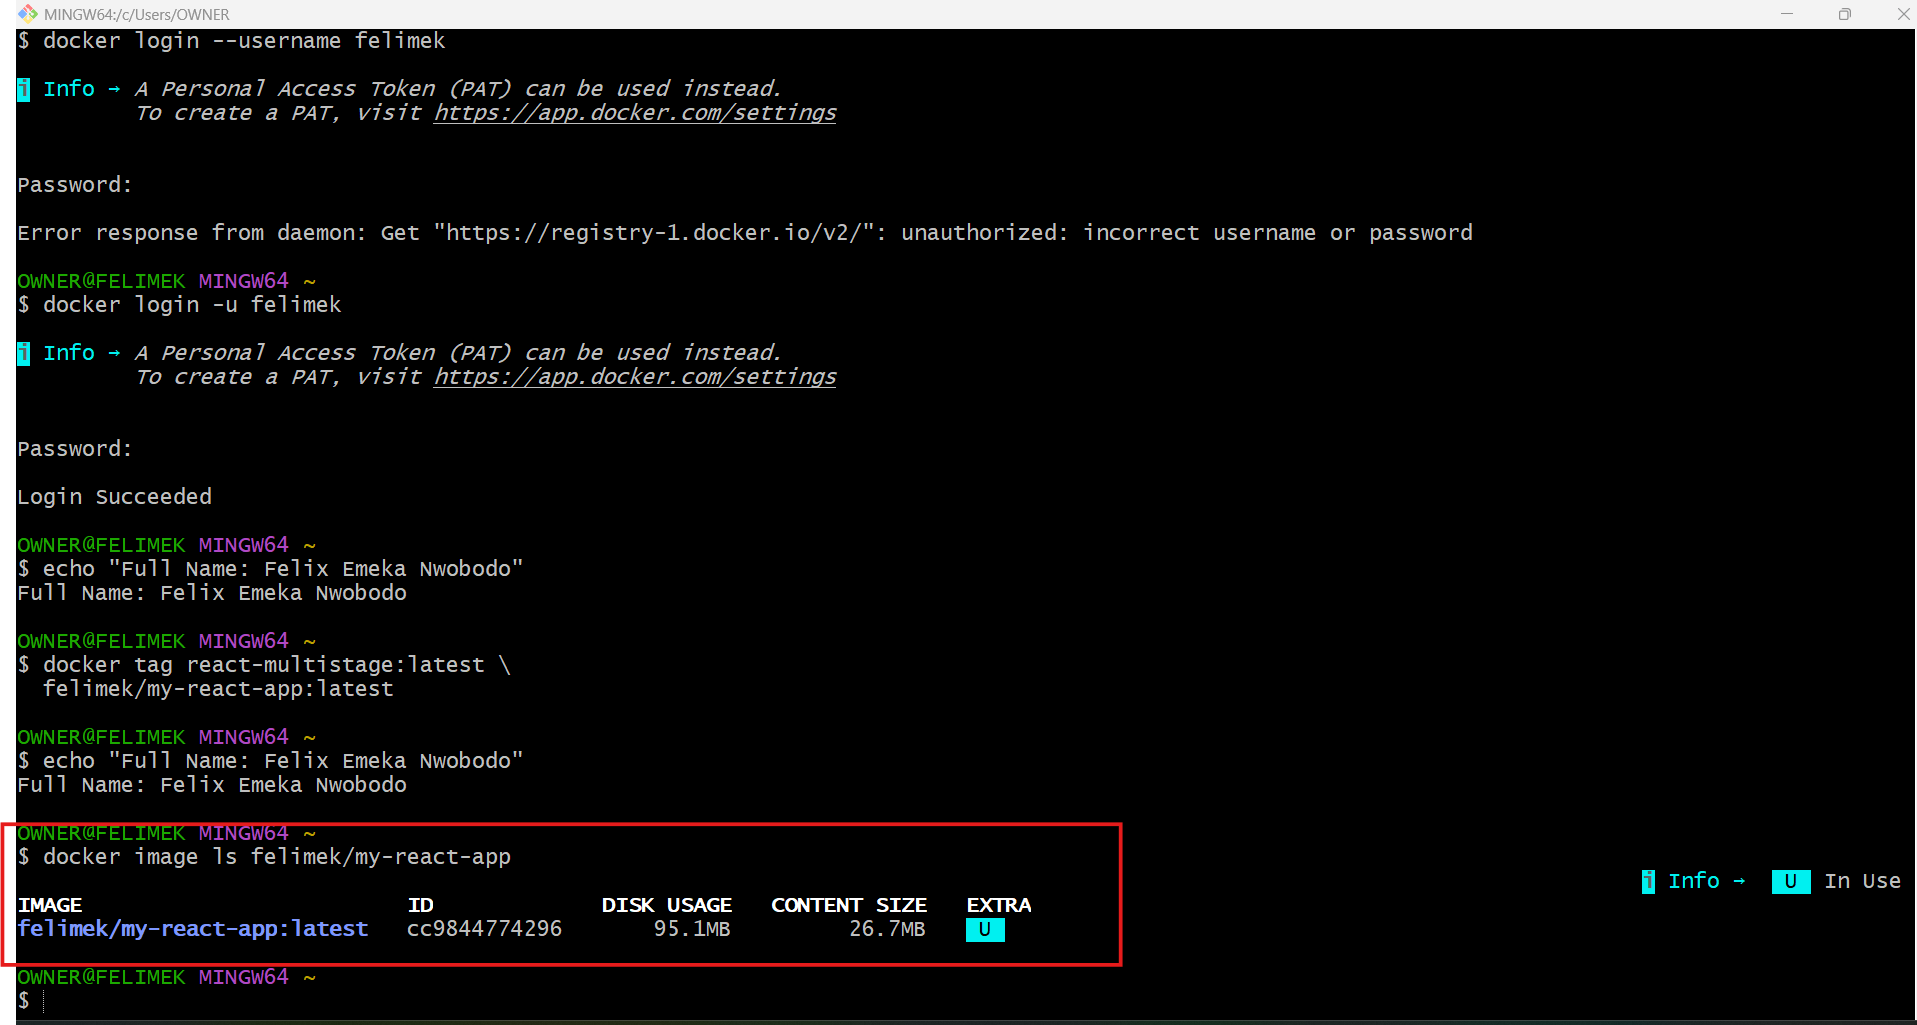 MINGW64:/c/Users/OWNER
$ docker login --username felimek
i Info → A Personal Access Token (PAT) can be used instead.
To create a PAT, visit https://app.docker.com/settings
Password:
Error response from daemon: Get "https://registry-1.docker.io/v2/": unauthorized: incorrect username or password
OWNER@FELIMEK MINGW64 ~
$ docker login -u felimek
i Info → A Personal Access Token (PAT) can be used instead.
To create a PAT, visit https://app.docker.com/settings
Password:
Login Succeeded
OWNER@FELIMEK MINGW64 ~
$ echo "Full Name: Felix Emeka Nwobodo"
Full Name: Felix Emeka Nwobodo
OWNER@FELIMEK MINGW64 ~
$ docker tag react-multistage:latest \
felimek/my-react-app:latest
OWNER@FELIMEK MINGW64 ~
$ echo "Full Name: Felix Emeka Nwobodo"
Full Name: Felix Emeka Nwobodo
OWNER@FELIMEK MINGW64 ~
$ docker image ls felimek/my-react-app
i Info → U In Use
IMAGE ID DISK USAGE CONTENT SIZE EXTRA
felimek/my-react-app:latest cc9844774296 95.1MB 26.7MB U
OWNER@FELIMEK MINGW64 ~
$